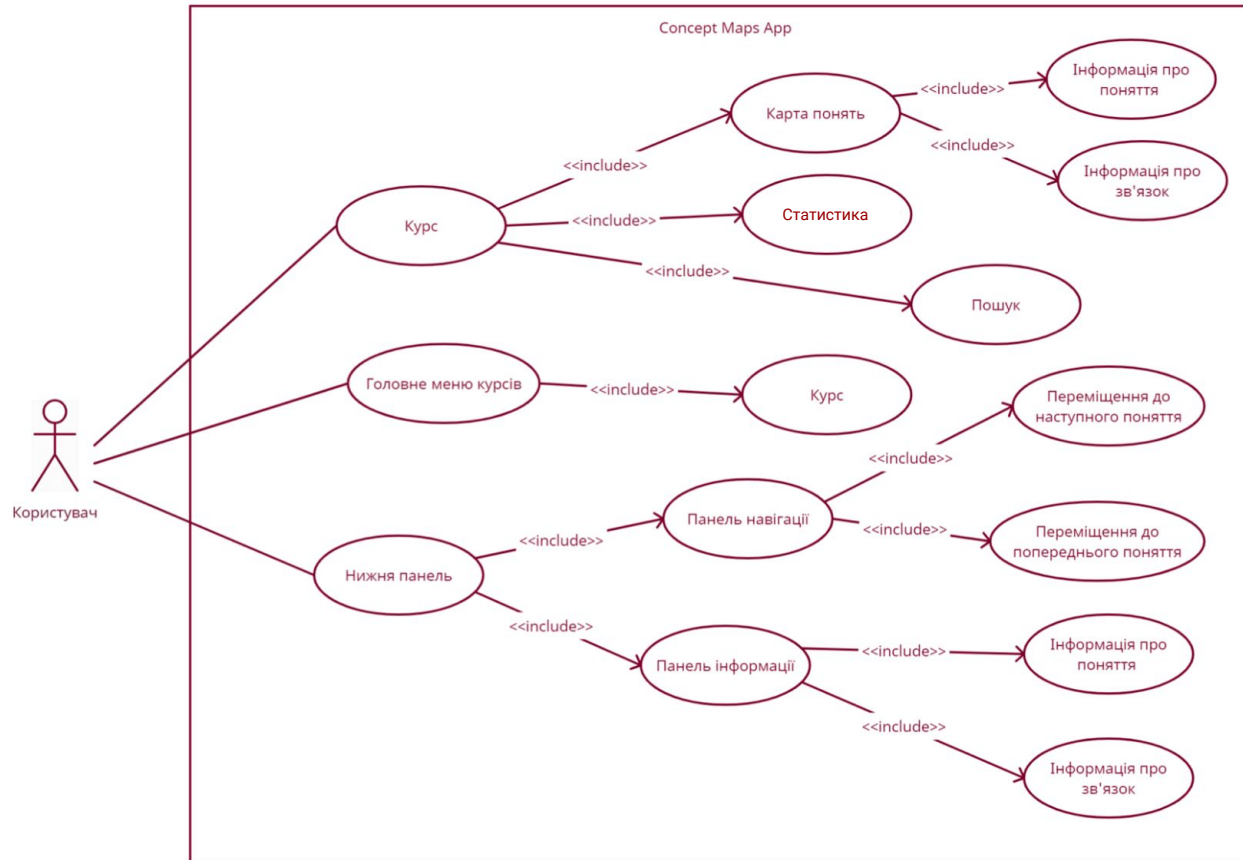 Concept Maps App
Інформація про
поняття
<<include>>
Карта понять
<<include>>
Інформація про
зв'язок
<<include>>
Курс
<<include>>
Статистика
<<include>>
Пошук
Головне меню курсів
<<include>>
Курс
Переміщення до
наступного поняття
<<include>>
Користувач
Панель навігації
<<include>>
Переміщення до
попереднього поняття
<<include>>
Нижня панель
<<include>>
Панель інформації
<<include>>
Інформація про
поняття
<<include>>
Інформація про
зв'язок